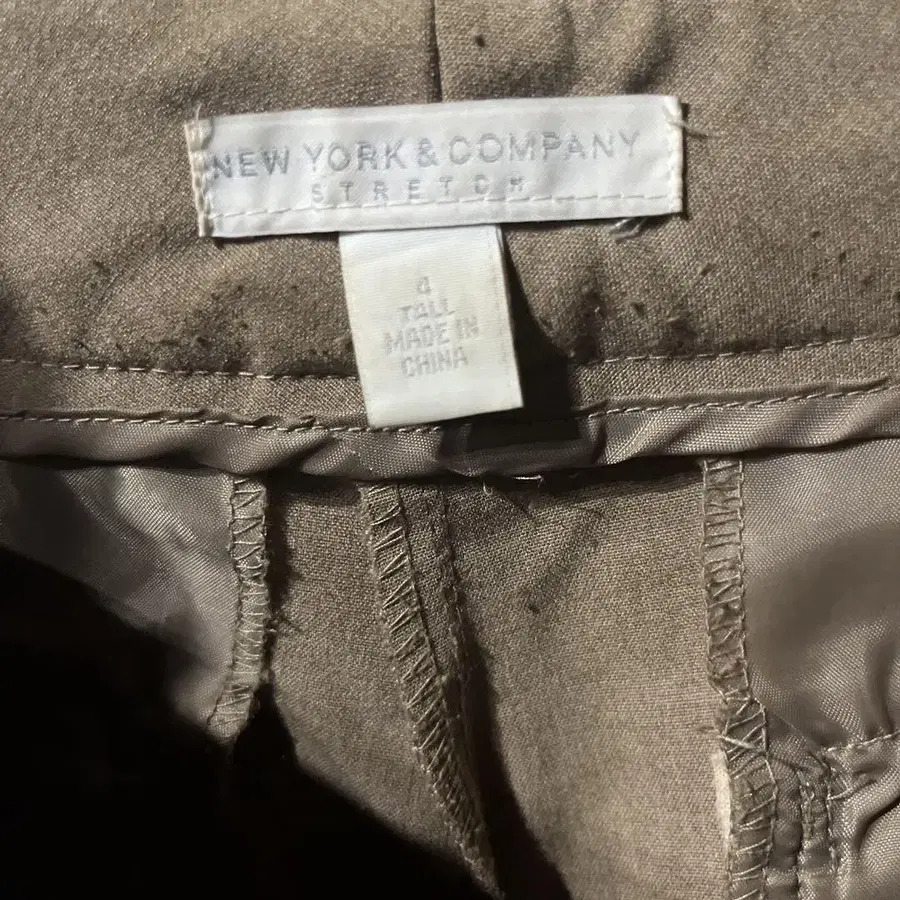 NEW YORK & COMPANY
STRETCH
4
TALL
MADE IN
CHINA